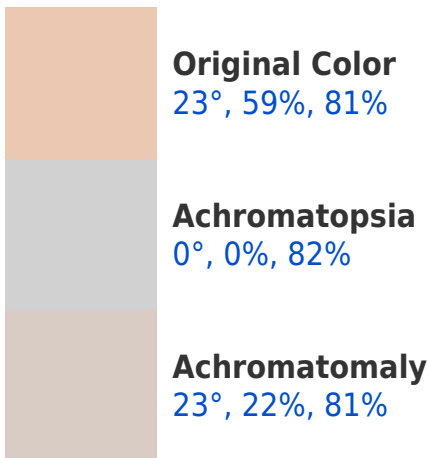 Original Color
23°, 59%, 81%
Achromatopsia
0°, 0%, 82%
Achromatomaly
23°, 22%, 81%